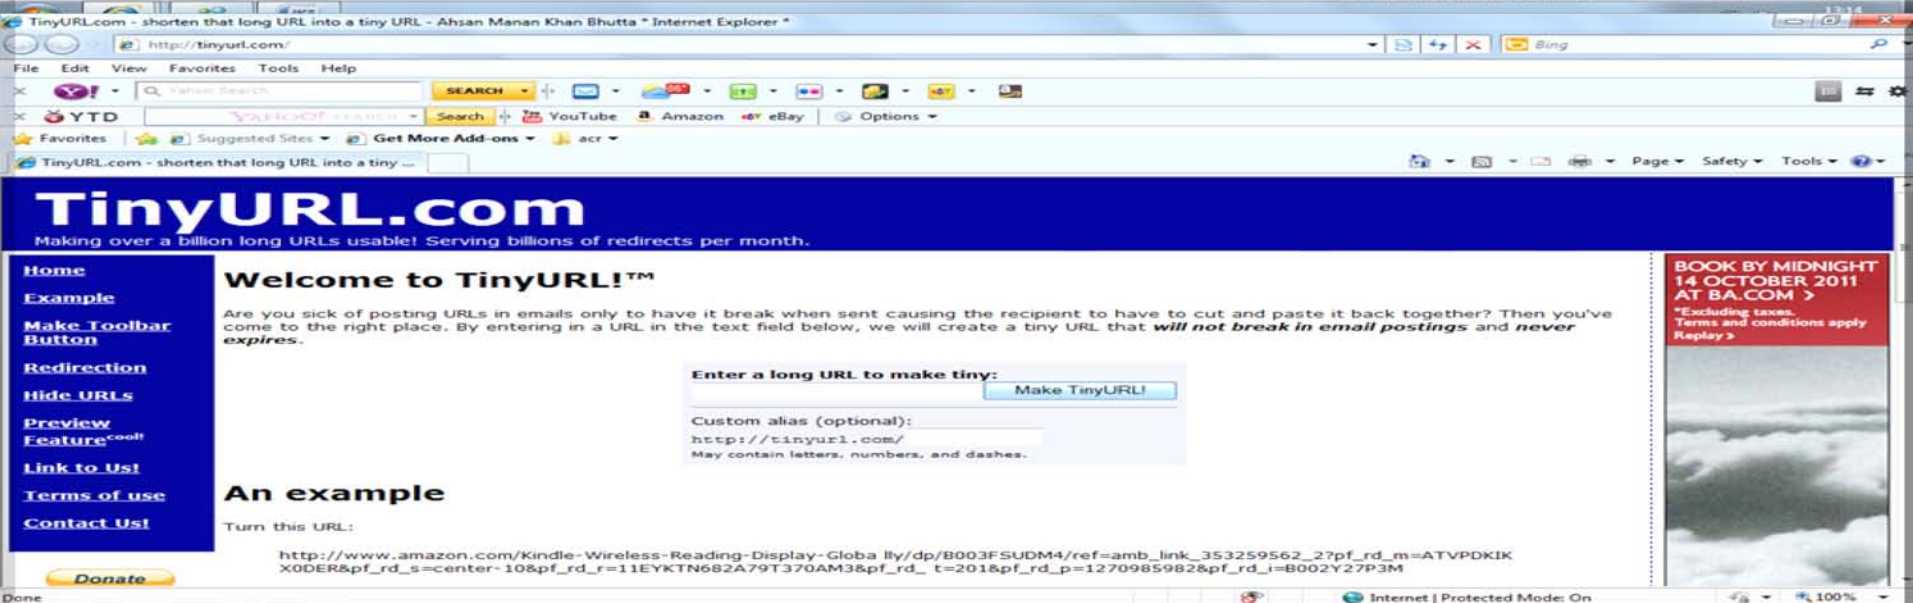 13:14
TinyURL.com - shorten that long URL into a tiny URL - Ahsan Manan Khan Bhutta * Internet Explorer *
http://tinyurl.com/
Bing
File Edit View Favorites Tools Help
Y! Yahoo! Search SEARCH
YTD YAHOO! SEARCH Search YouTube Amazon eBay Options
Favorites Suggested Sites Get More Add-ons acr
TinyURL.com - shorten that long URL into a tiny ... Page Safety Tools
TinyURL.com
Making over a billion long URLs usable! Serving billions of redirects per month.
Home
Example
Make Toolbar
Button
Redirection
Hide URLs
Preview
Feature cool!
Link to Us!
Terms of use
Contact Us!
Donate
Welcome to TinyURL!™
Are you sick of posting URLs in emails only to have it break when sent causing the recipient to have to cut and paste it back together? Then you've
come to the right place. By entering in a URL in the text field below, we will create a tiny URL that will not break in email postings and never
expires.
Enter a long URL to make tiny:
Make TinyURL!
Custom alias (optional):
http://tinyurl.com/
May contain letters, numbers, and dashes.
An example
Turn this URL:
http://www.amazon.com/Kindle-Wireless-Reading-Display-Globa lly/dp/B003FSUDM4/ref=amb_link_353259562_2?pf_rd_m=ATVPDKIK
X0DER&pf_rd_s=center-10&pf_rd_r=11EYKTN682A79T370AM3&pf_rd_ t=201&pf_rd_p=1270985982&pf_rd_i=B002Y27P3M
BOOK BY MIDNIGHT
14 OCTOBER 2011
AT BA.COM >
*Excluding taxes.
Terms and conditions apply
Replay >
Done
Internet | Protected Mode: On
100%